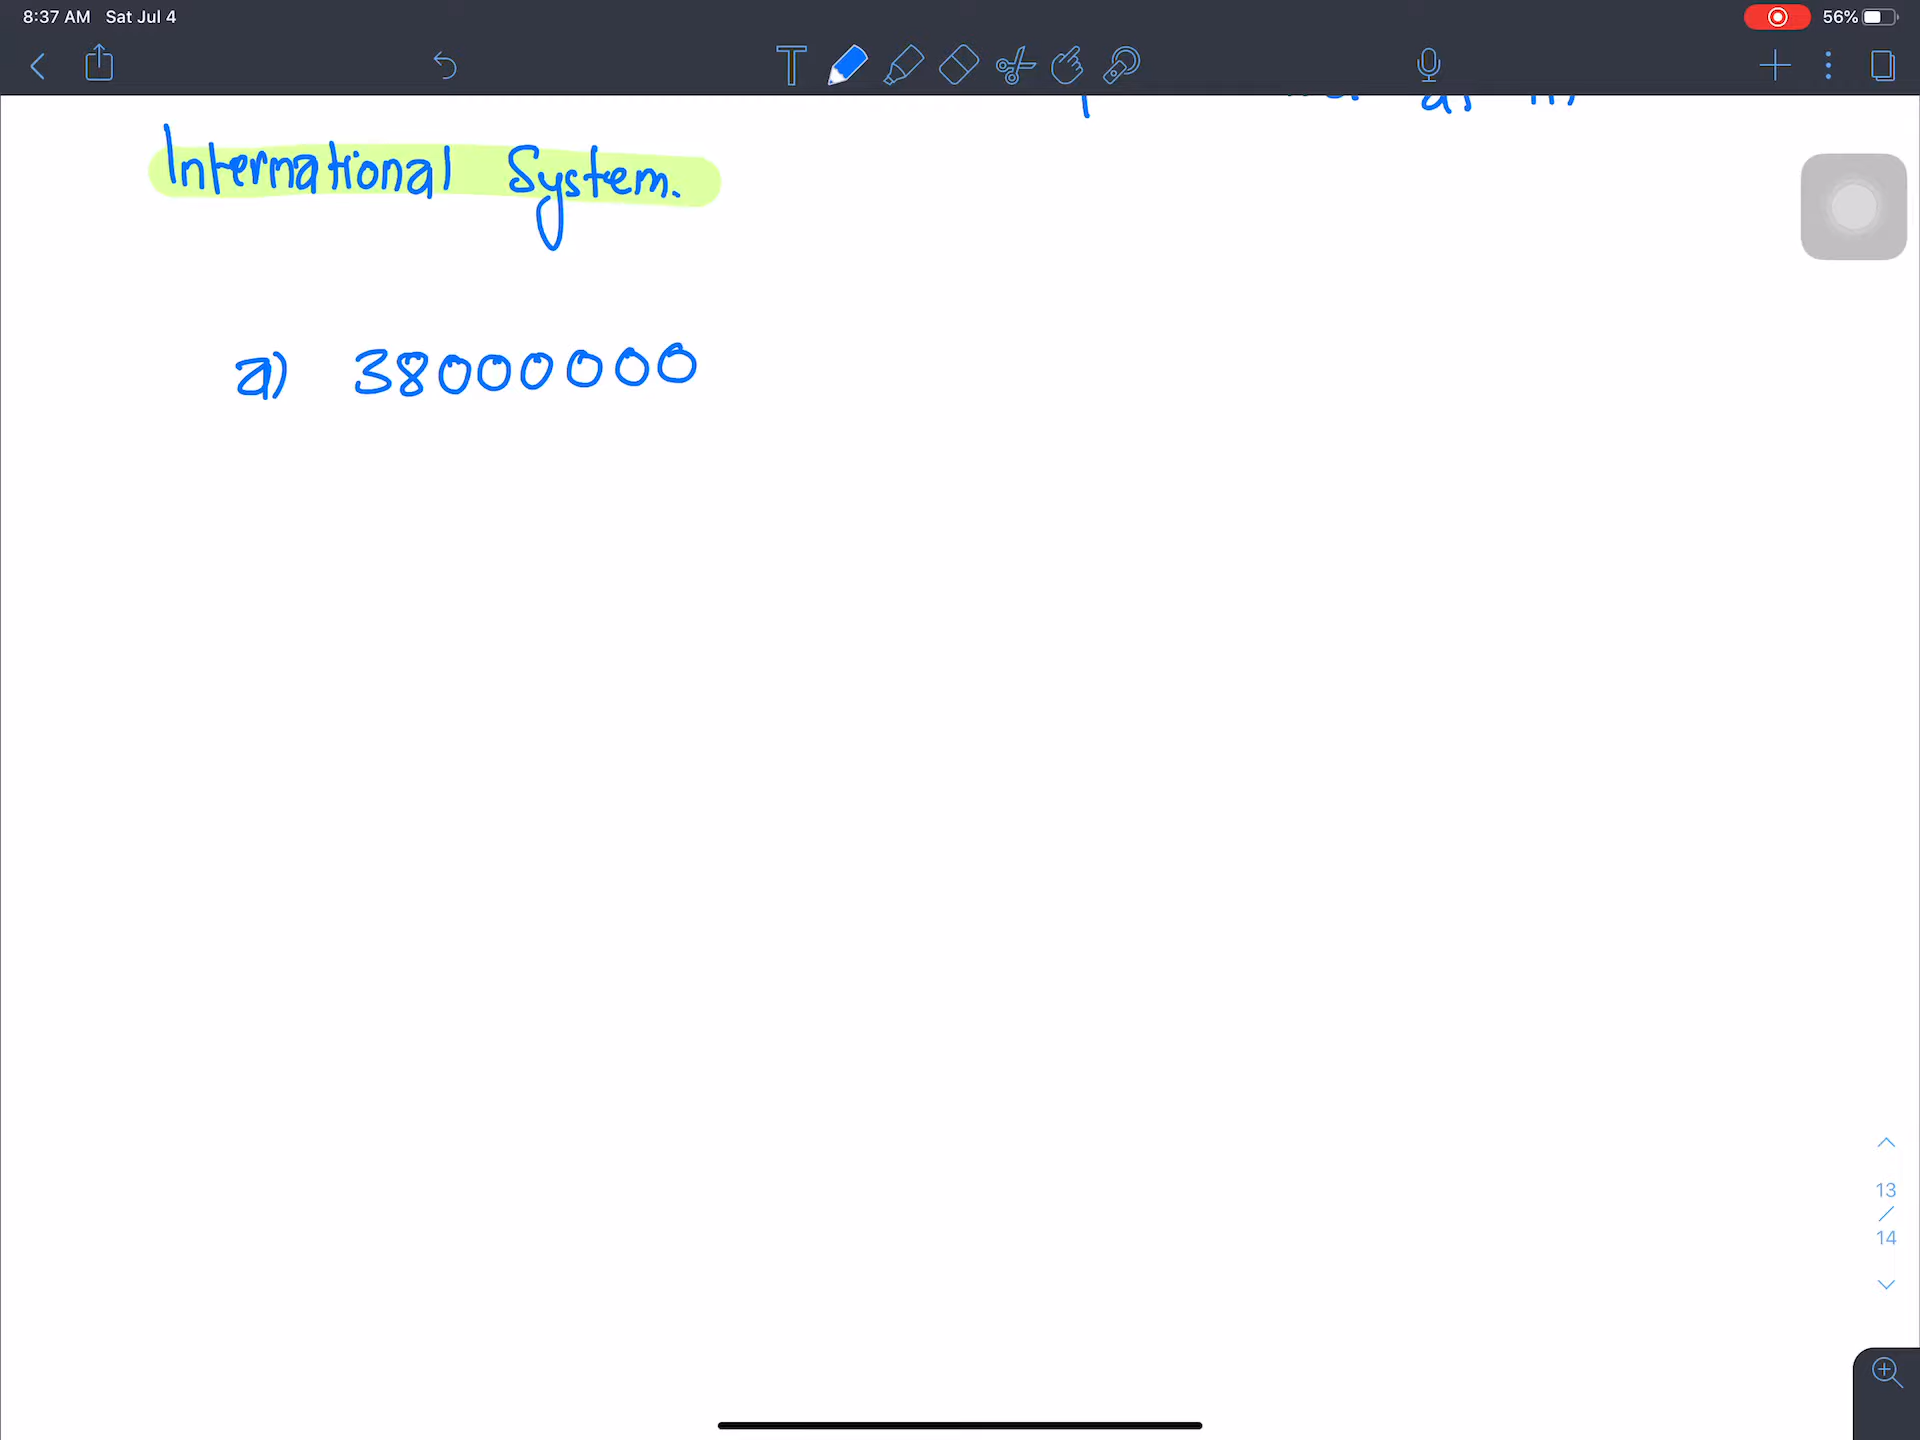 8:37 AM Sat Jul 4
56%
International System.
a) 38000000
13
/
14